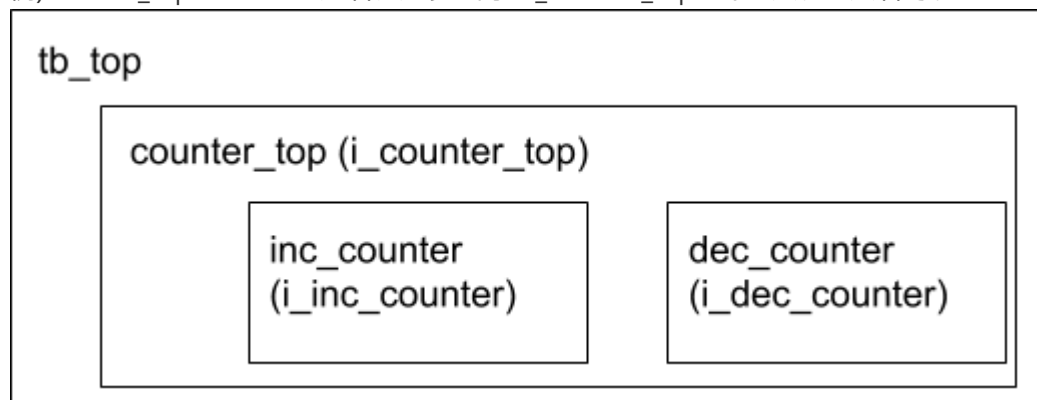 tb_top
counter_top (i_counter_top)
inc_counter
(i_inc_counter)
dec_counter
(i_dec_counter)